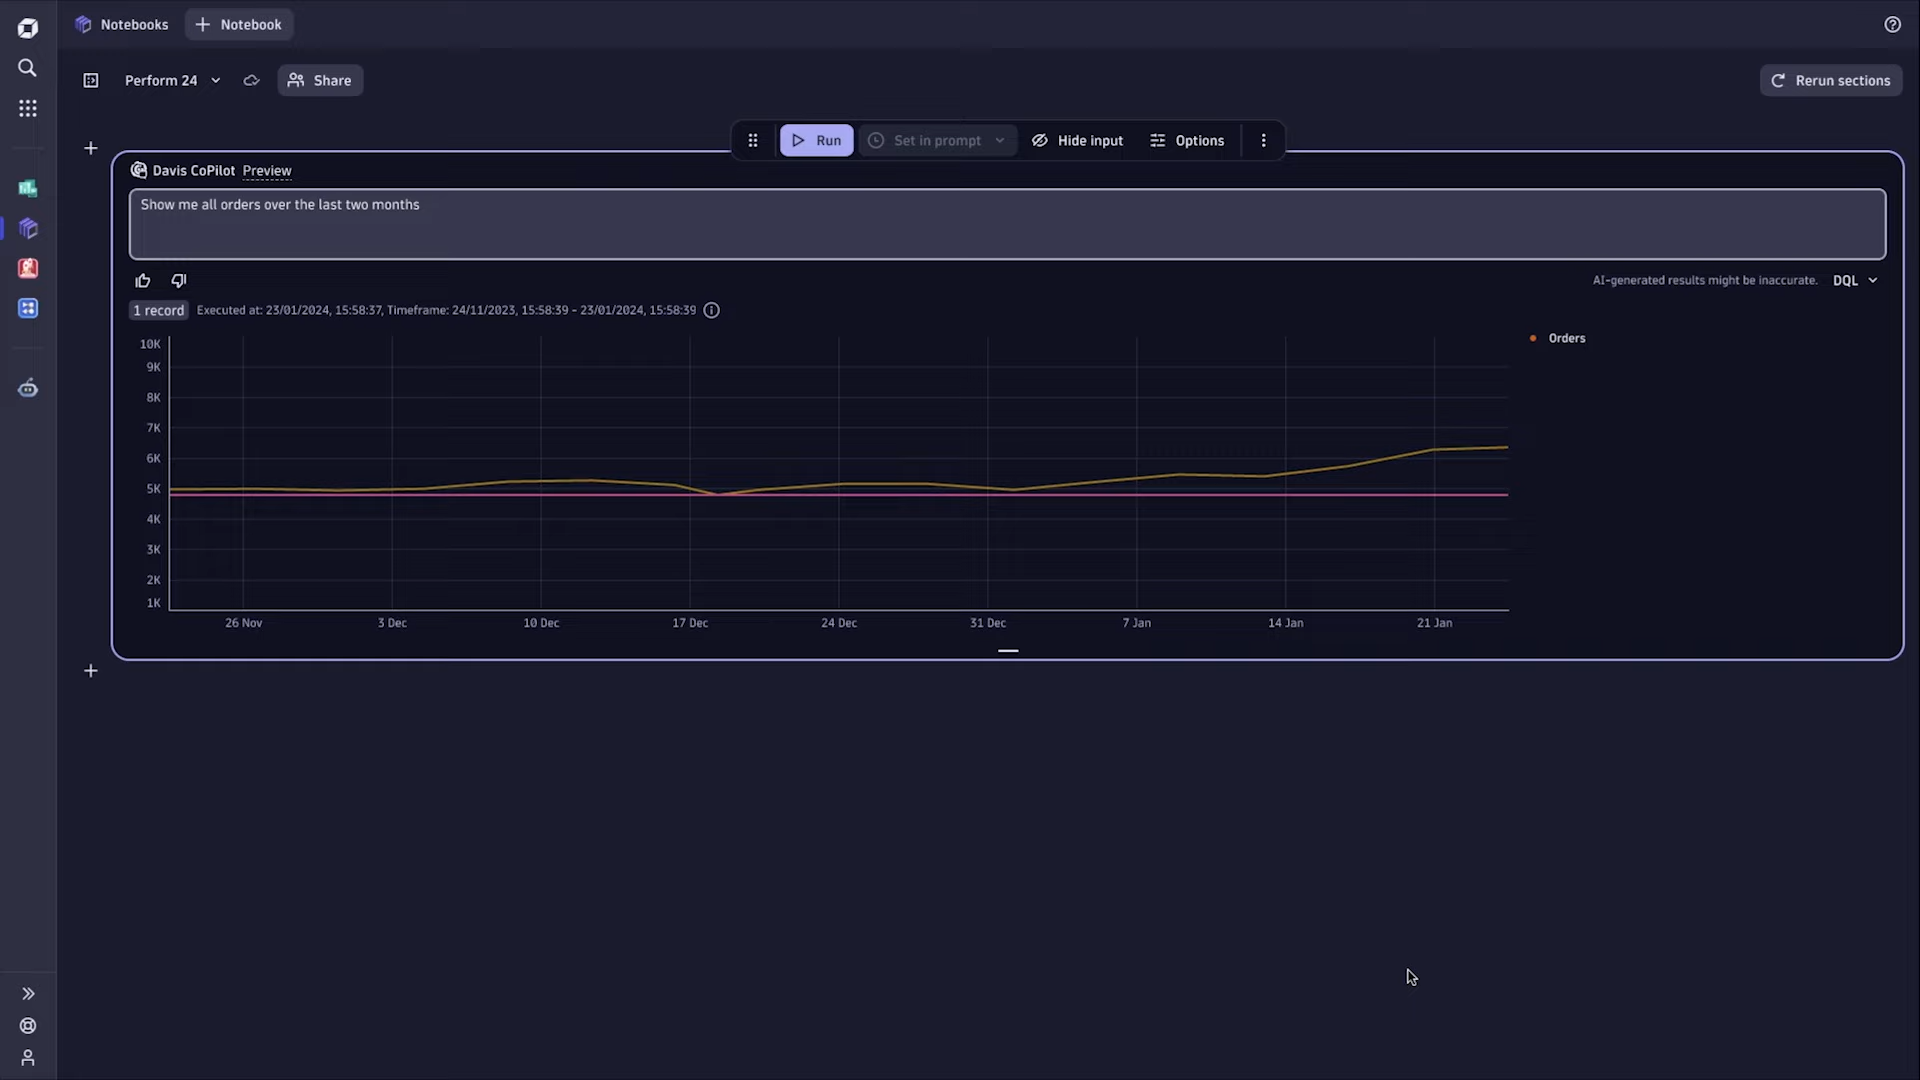 Notebooks
Notebook
Perform 24
Share
Rerun sections
Run
Set in prompt
Hide input
Options
Davis CoPilot Preview
Show me all orders over the last two months
AI-generated results might be inaccurate. DQL
1 record Executed at: 23/01/2024, 15:58:37, Timeframe: 24/11/2023, 15:58:39 - 23/01/2024, 15:58:39
Orders
10K
9K
8K
7K
6K
5K
4K
3K
2K
1K
26 Nov 3 Dec 10 Dec 17 Dec 24 Dec 31 Dec 7 Jan 14 Jan 21 Jan